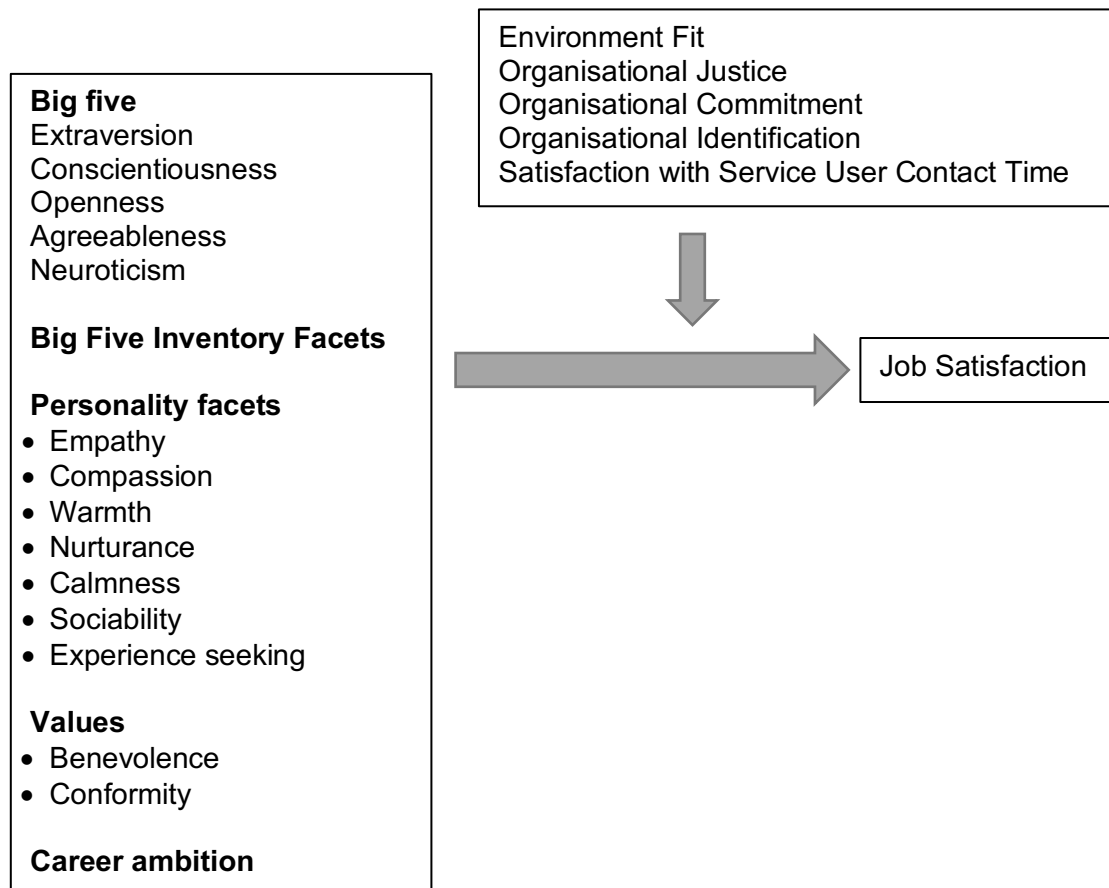 Big five
Extraversion
Conscientiousness
Openness
Agreeableness
Neuroticism
Big Five Inventory Facets
Personality facets
• Empathy
• Compassion
• Warmth
• Nurturance
• Calmness
• Sociability
• Experience seeking
Values
• Benevolence
• Conformity
Career ambition
Environment Fit
Organisational Justice
Organisational Commitment
Organisational Identification
Satisfaction with Service User Contact Time
Job Satisfaction